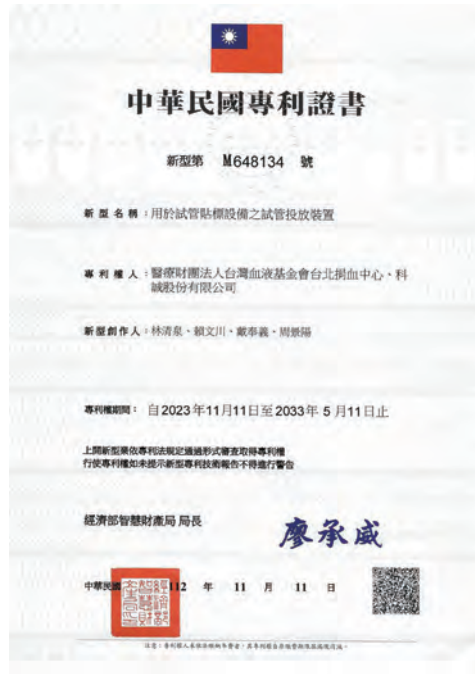 中華民國專利證書
新型第 M648134 號
新型名稱：用於試管貼標設備之試管投放裝置
專利權人：醫療財團法人台灣血液基金會台北捐血中心、科
誠股份有限公司
新型創作人：林清泉、賴文川、戴奉義、周景陽
專利權期間：自2023年11月11日至2033年 5 月11日止
上開新型業依專利法規定通過形式審查取得專利權
行使專利權如未提示新型專利技術報告不得進行警告
經濟部智慧財產局 局長
廖承威
中華民國 112 年 11 月 11 日